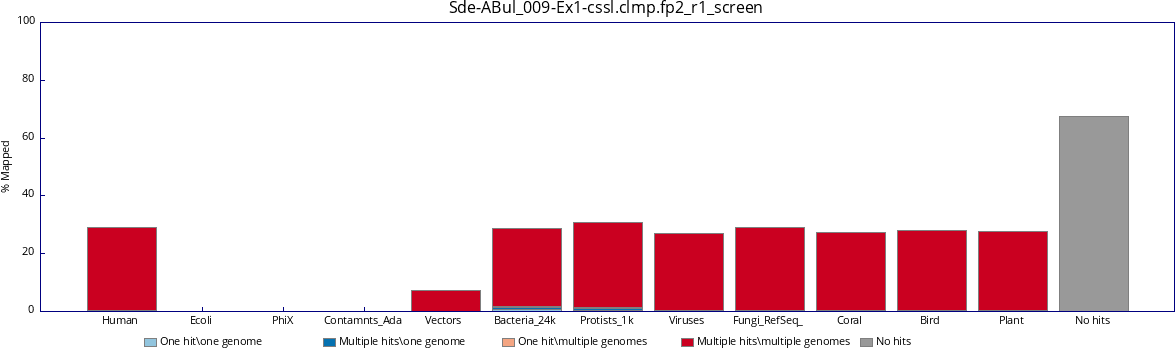 Sde-ABul_009-Ex1-cssl.clmp.fp2_r1_screen
100
80
60
40
20
0
% Mapped
Human Ecoli PhiX Contamnts_Ada Vectors Bacteria_24k Protists_1k Viruses Fungi_RefSeq_ Coral Bird Plant No hits
One hit\one genome Multiple hits\one genome One hit\multiple genomes Multiple hits\multiple genomes No hits